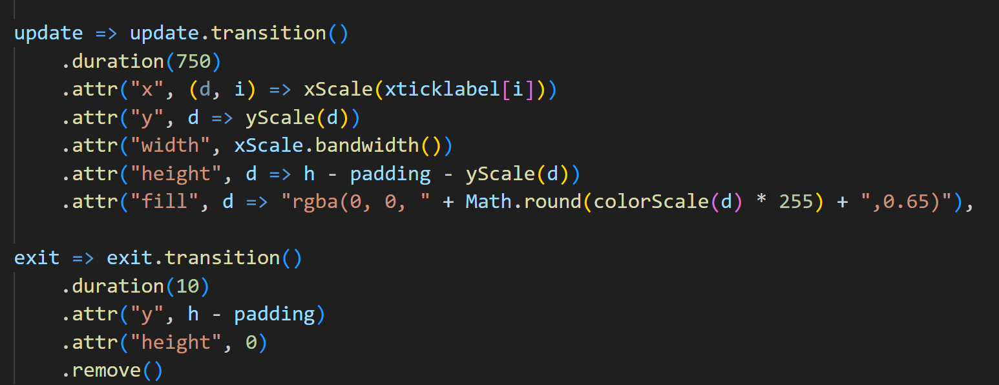 update => update.transition()
.duration(750)
.attr("x", (d, i) => xScale(xticklabel[i]))
.attr("y", d => yScale(d))
.attr("width", xScale.bandwidth())
.attr("height", d => h - padding - yScale(d))
.attr("fill", d => "rgba(0, 0, " + Math.round(colorScale(d) * 255) + ",0.65)"),
exit => exit.transition()
.duration(10)
.attr("y", h - padding)
.attr("height", 0)
.remove()